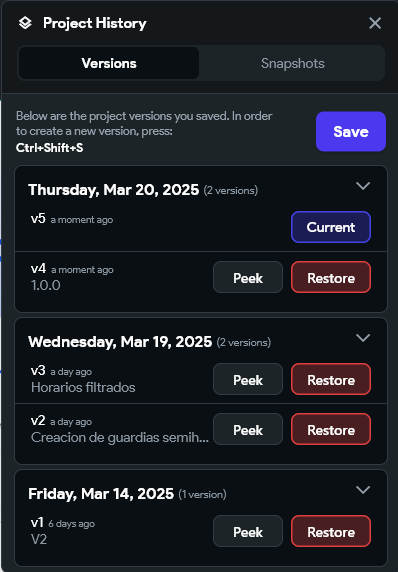 Project History
Versions
Snapshots
Below are the project versions you saved. In order
to create a new version, press:
Ctrl+Shift+S
Save
Thursday, Mar 20, 2025 (2 versions)
v5 a moment ago
Current
v4 a moment ago
1.0.0
Peek
Restore
Wednesday, Mar 19, 2025 (2 versions)
v3 a day ago
Horarios filtrados
Peek
Restore
v2 a day ago
Creacion de guardias semih...
Peek
Restore
Friday, Mar 14, 2025 (1 version)
v1 6 days ago
V2
Peek
Restore